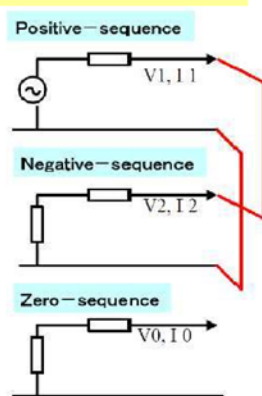 Positive-sequence
V1, I 1
Negative-sequence
V2, I 2
Zero-sequence
V0, I 0